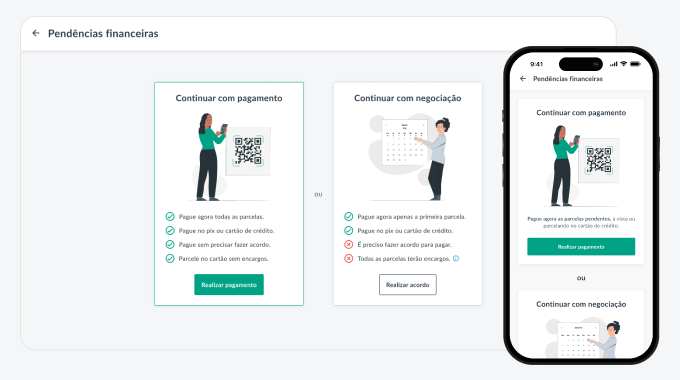 Pendências financeiras
Continuar com pagamento
Pague agora todas as parcelas.
Pague no pix ou cartão de crédito.
Pague sem precisar fazer acordo.
Parcele no cartão sem encargos.
Realizar pagamento
ou
Continuar com negociação
Pague agora apenas a primeira parcela.
Pague no pix ou cartão de crédito.
É preciso fazer acordo para pagar.
Todas as parcelas terão encargos.
Realizar acordo
9:41
Pendências financeiras
Continuar com pagamento
Pague agora as parcelas pendentes, à vista ou
parcelando no cartão de crédito.
Realizar pagamento
ou
Continuar com negociação